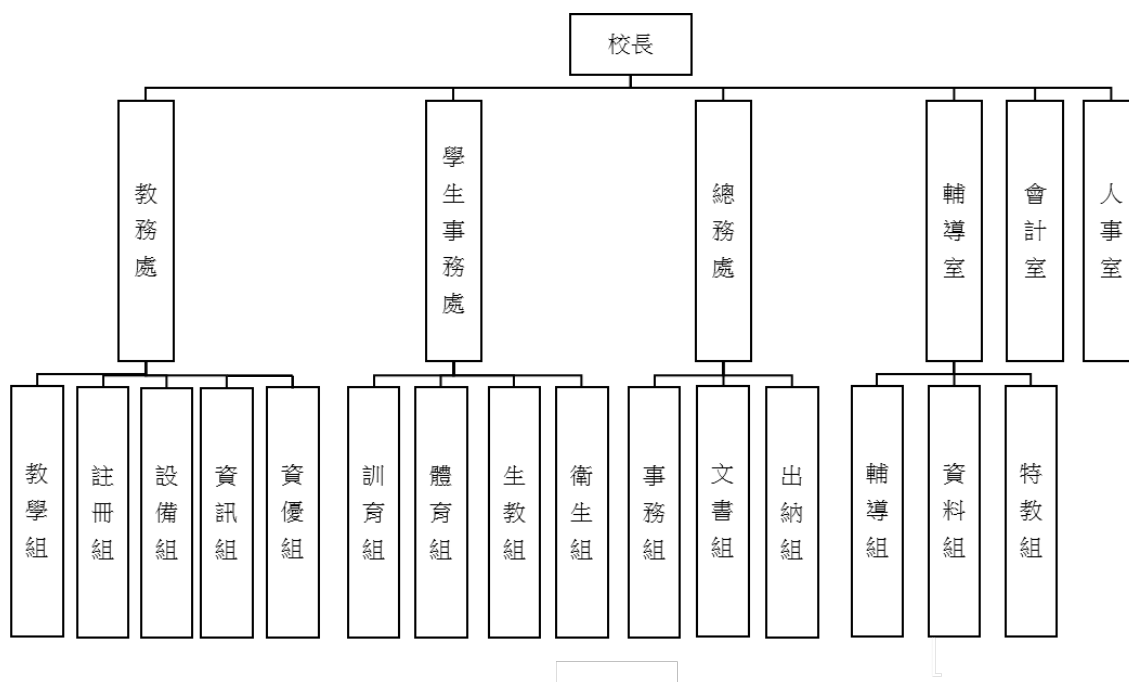 校長
教務處
學生事務處
總務處
輔導室
會計室
人事室
教學組
註冊組
設備組
資訊組
資優組
訓育組
體育組
生教組
衛生組
事務組
文書組
出納組
輔導組
資料組
特教組